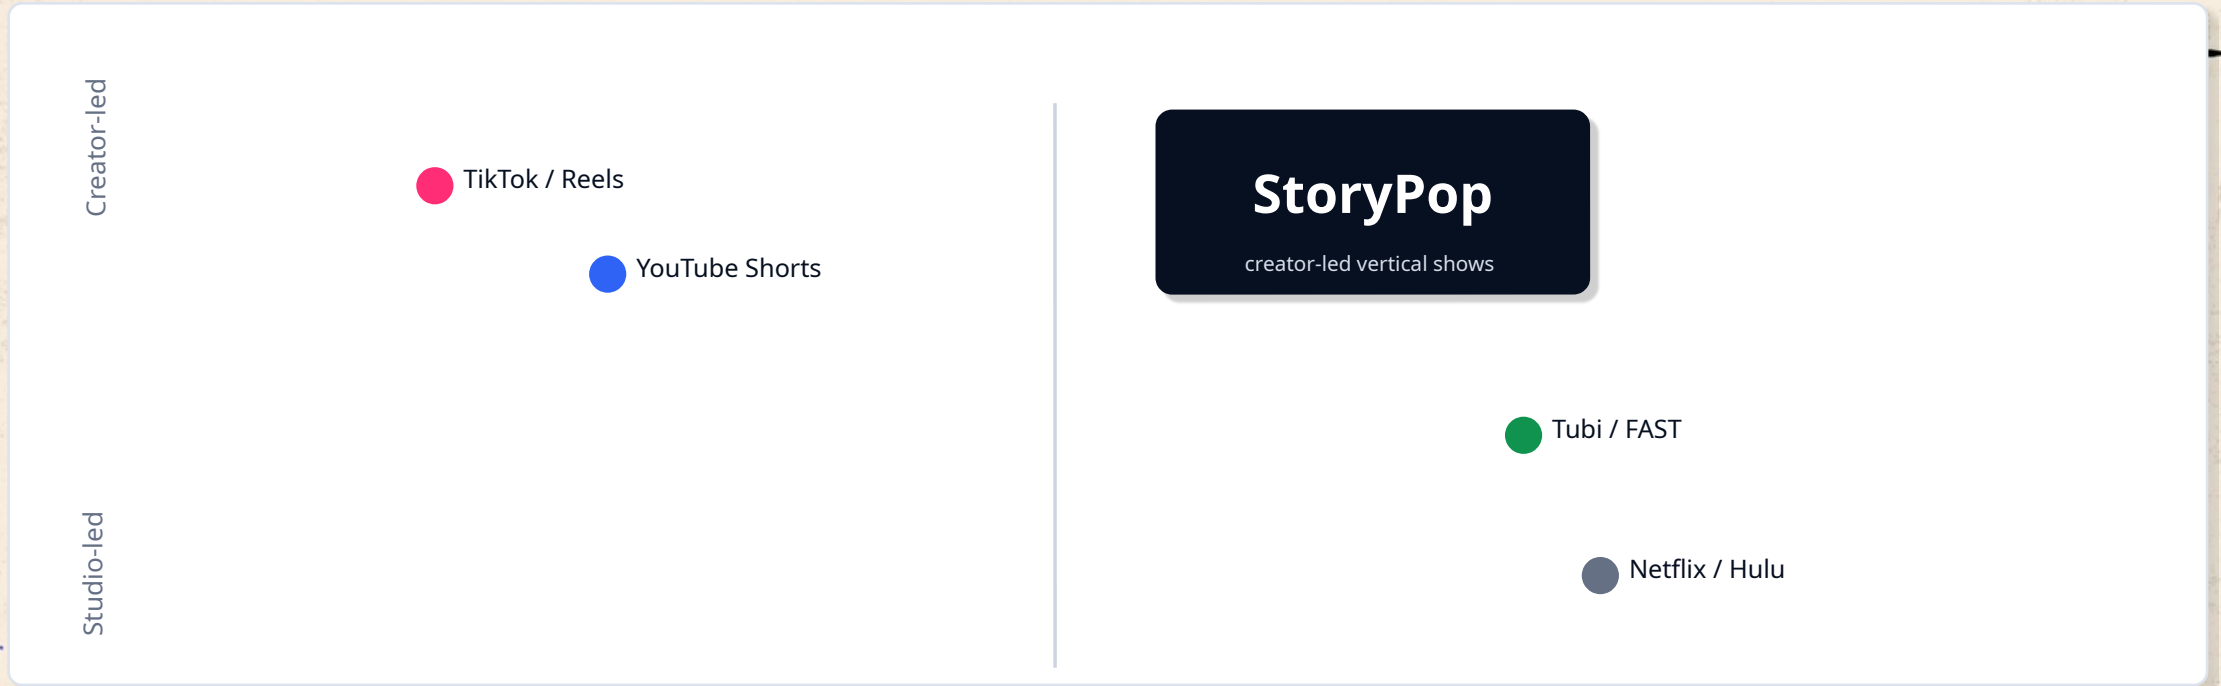 Creator-led
TikTok / Reels
YouTube Shorts
StoryPop
creator-led vertical shows
Tubi / FAST
Studio-led
Netflix / Hulu